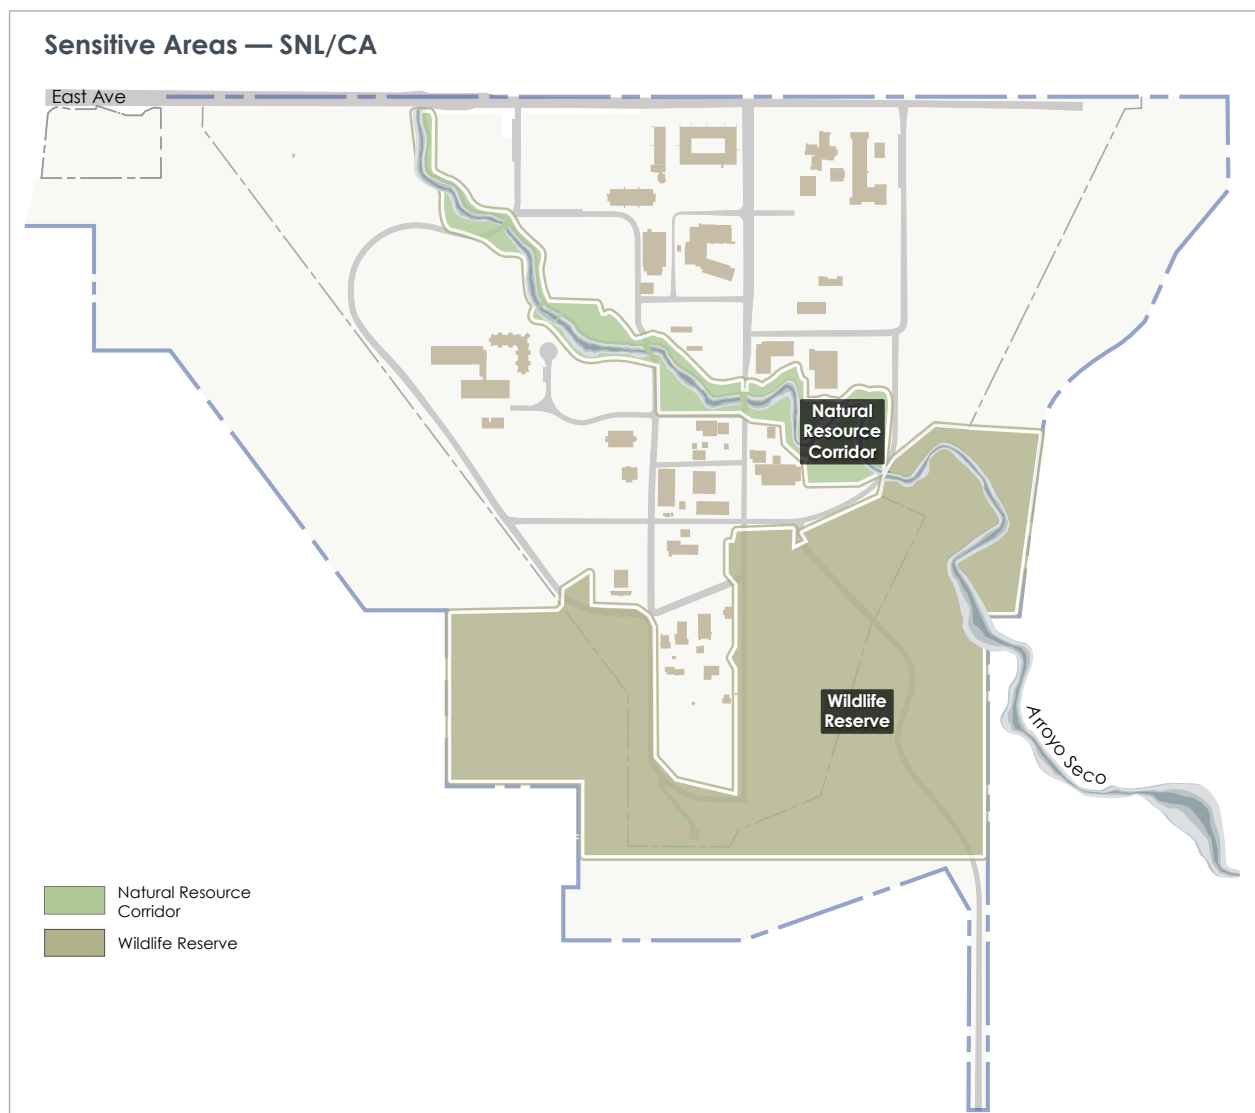 Sensitive Areas — SNL/CA
East Ave
Natural
Resource
Corridor
Wildlife
Reserve
Arroyo Seco
Natural Resource
Corridor
Wildlife Reserve